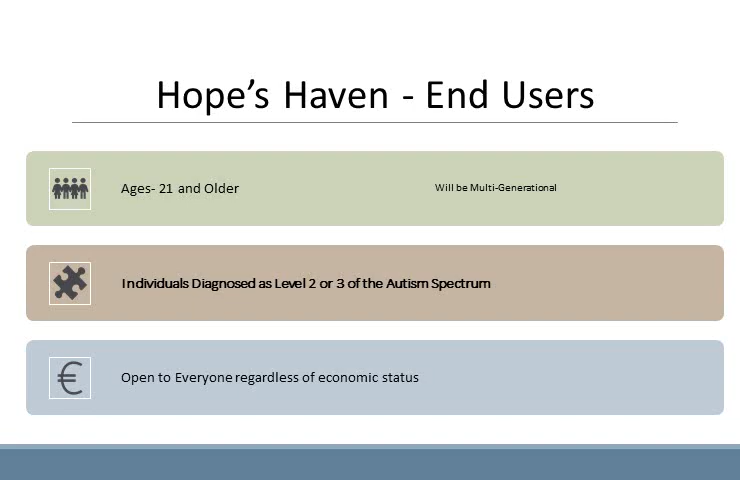 Hope's Haven - End Users
Ages- 21 and Older
Will be Multi-Generational
Individuals Diagnosed as Level 2 or 3 of the Autism Spectrum
€
Open to Everyone regardless of economic status